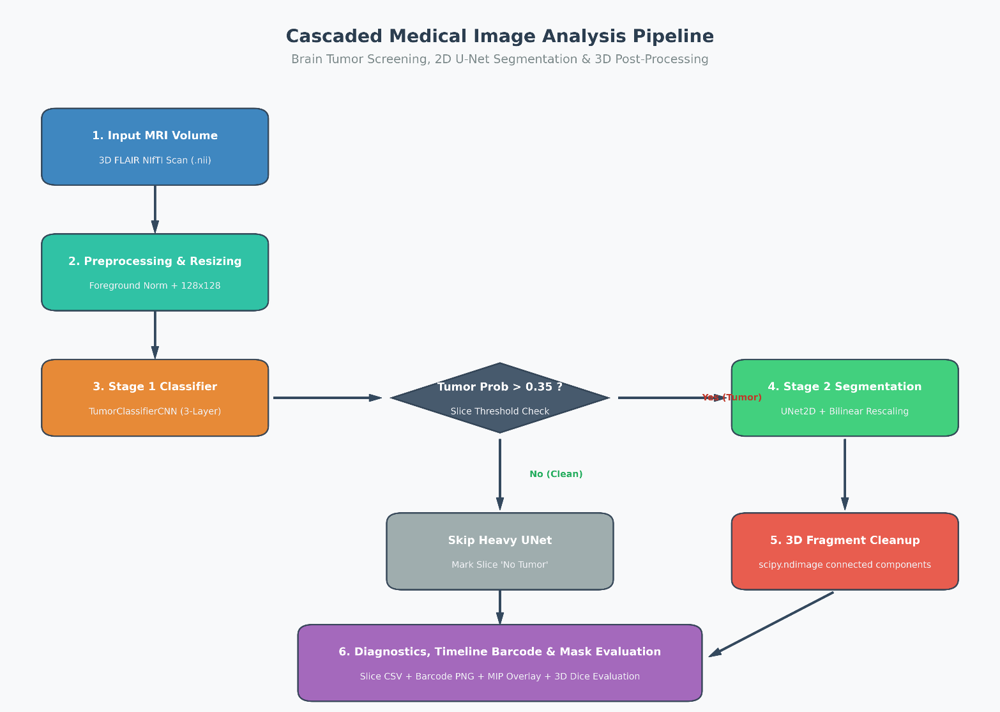 Cascaded Medical Image Analysis Pipeline
Brain Tumor Screening, 2D U-Net Segmentation & 3D Post-Processing
1. Input MRI Volume
3D FLAIR NIfTI Scan (.nii)
2. Preprocessing & Resizing
Foreground Norm + 128x128
3. Stage 1 Classifier
TumorClassifierCNN (3-Layer)
Tumor Prob > 0.35 ?
Slice Threshold Check
Yes (Tumor)
4. Stage 2 Segmentation
UNet2D + Bilinear Rescaling
No (Clean)
Skip Heavy UNet
Mark Slice 'No Tumor'
5. 3D Fragment Cleanup
scipy.ndimage connected components
6. Diagnostics, Timeline Barcode & Mask Evaluation
Slice CSV + Barcode PNG + MIP Overlay + 3D Dice Evaluation